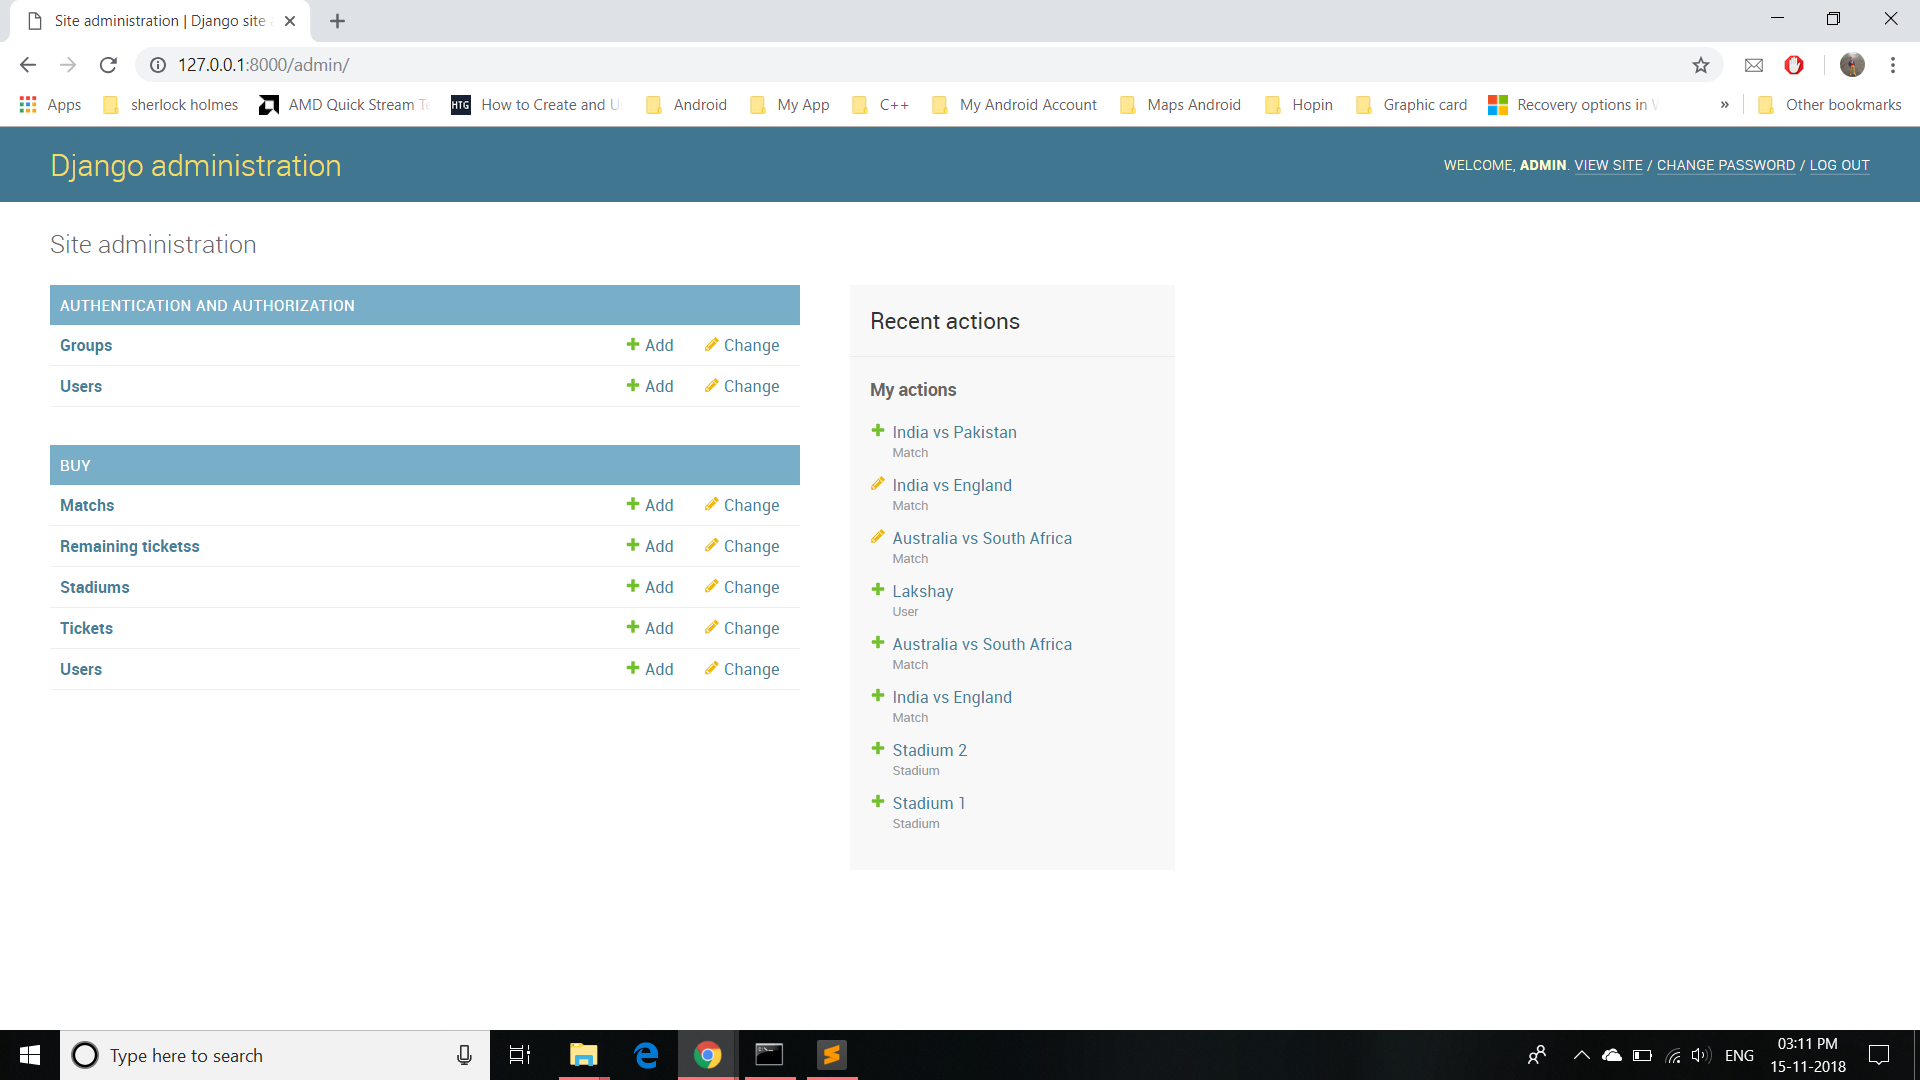 Site administration | Django site
127.0.0.1:8000/admin/
Apps sherlock holmes AMD Quick Stream Te HTG How to Create and U Android My App C++ My Android Account Maps Android Hopin Graphic card Recovery options in » Other bookmarks
Django administration WELCOME, ADMIN. VIEW SITE / CHANGE PASSWORD / LOG OUT
Site administration
AUTHENTICATION AND AUTHORIZATION
Groups Add Change
Users Add Change
BUY
Matchs Add Change
Remaining ticketss Add Change
Stadiums Add Change
Tickets Add Change
Users Add Change
Recent actions
My actions
India vs Pakistan
Match
India vs England
Match
Australia vs South Africa
Match
Lakshay
User
Australia vs South Africa
Match
India vs England
Match
Stadium 2
Stadium
Stadium 1
Stadium
Type here to search
ENG
03:11 PM
15-11-2018